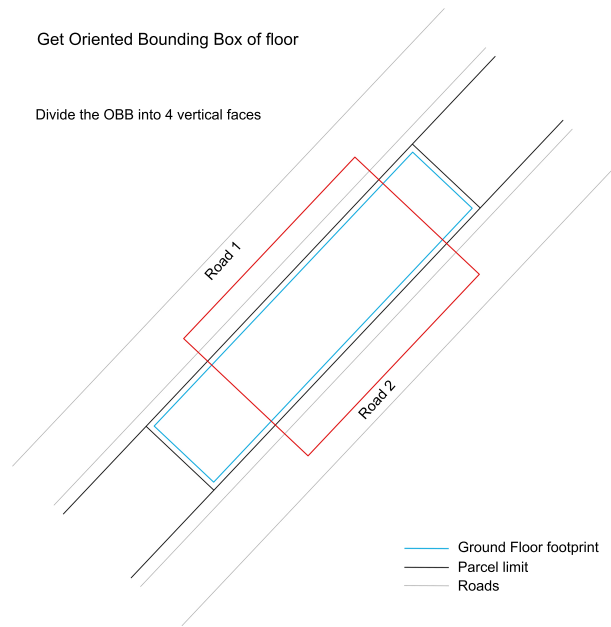 Get Oriented Bounding Box of floor
Divide the OBB into 4 vertical faces
Road 1
Road 2
Ground Floor footprint
Parcel limit
Roads